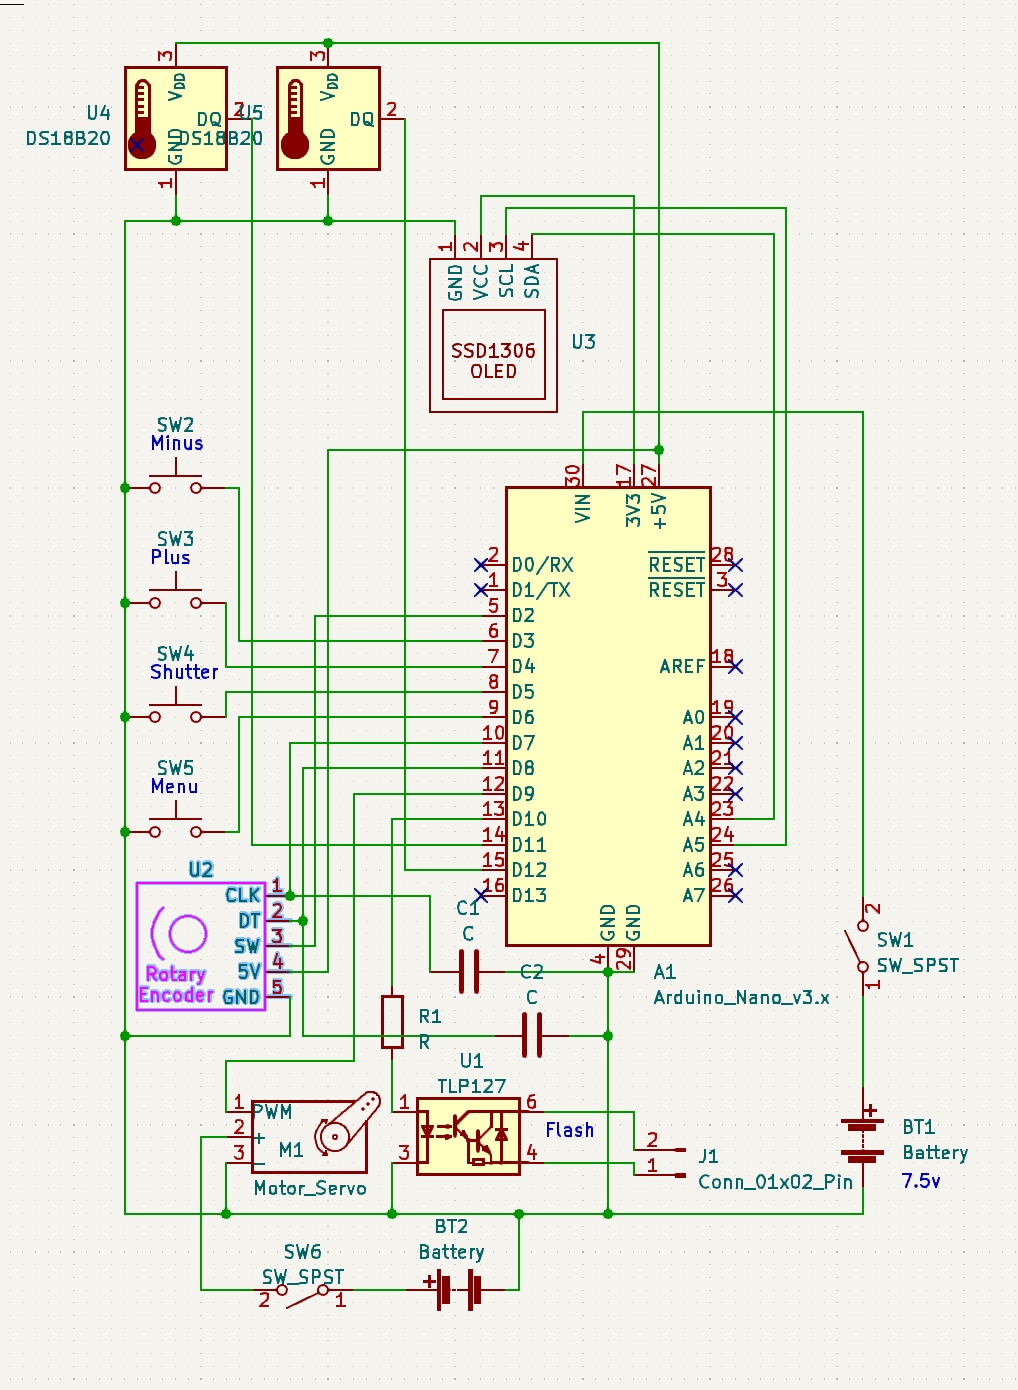 3
3
VDD
VDD
U4
DS18B20
DQ
2
U5
DS18B20
DQ
2
GND
GND
1
1
1
2
3
4
GND
VCC
SCL
SDA
SSD1306
OLED
U3
SW2
Minus
30
17
27
VIN
3V3
+5V
SW3
Plus
2
D0/RX
RESET
28
1
D1/TX
RESET
3
5
D2
6
D3
SW4
Shutter
7
D4
AREF
18
8
D5
9
D6
A0
19
10
D7
A1
20
SW5
Menu
11
D8
A2
21
12
D9
A3
22
13
D10
A4
23
14
D11
A5
24
15
D12
A6
25
16
D13
A7
26
GND
GND
4
29
U2
CLK
1
DT
2
SW
3
5V
4
GND
5
Rotary
Encoder
C1
C
C2
C
2
SW1
SW_SPST
1
A1
Arduino_Nano_v3.x
R1
R
U1
TLP127
1
6
3
4
Flash
1
PWM
2
+
3
−
M1
Motor_Servo
2
1
J1
Conn_01x02_Pin
+
BT1
Battery
7.5v
BT2
Battery
+
SW6
SW_SPST
2
1